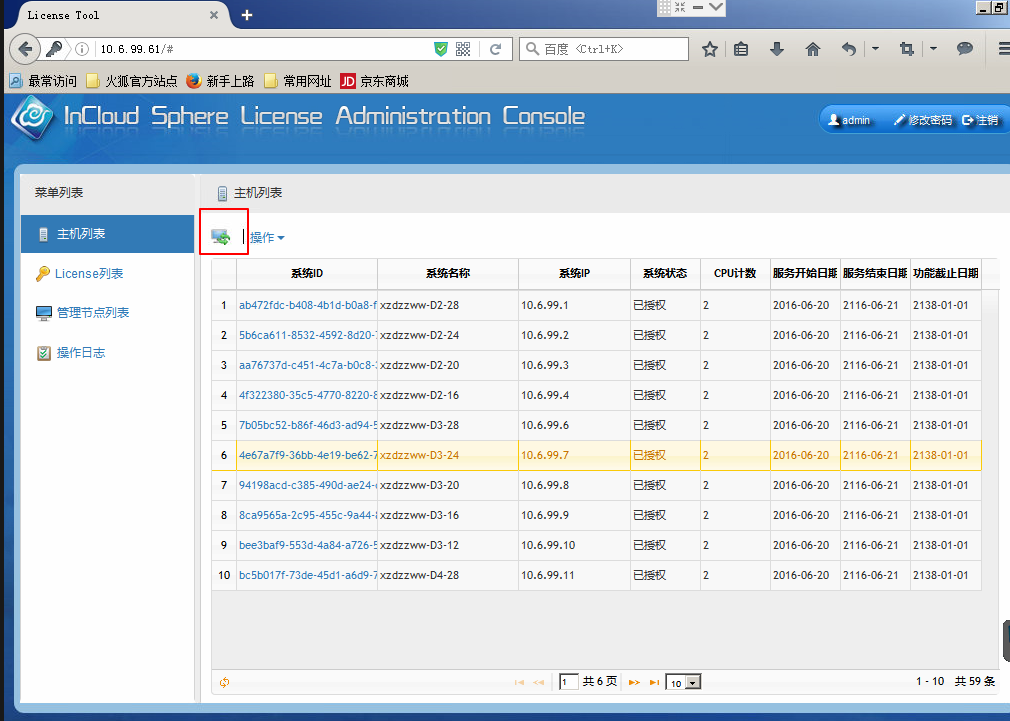 License Tool
10.6.99.61/#
百度 <Ctrl+K>
最常访问 火狐官方站点 新手上路 常用网址 JD 京东商城
InCloud Sphere License Administration Console
admin 修改密码 注销
菜单列表
主机列表
License列表
管理节点列表
操作日志
主机列表
操作
系统ID 系统名称 系统IP 系统状态 CPU计数 服务开始日期 服务结束日期 功能截止日期
1 ab472fdc-b408-4b1d-b0a8-f xzdzzww-D2-28 10.6.99.1 已授权 2 2016-06-20 2116-06-21 2138-01-01
2 5b6ca611-8532-4592-8d20- xzdzzww-D2-24 10.6.99.2 已授权 2 2016-06-20 2116-06-21 2138-01-01
3 aa76737d-c451-4c7a-b0c8- xzdzzww-D2-20 10.6.99.3 已授权 2 2016-06-20 2116-06-21 2138-01-01
4 4f322380-35c5-4770-8220-8 xzdzzww-D2-16 10.6.99.4 已授权 2 2016-06-20 2116-06-21 2138-01-01
5 7b05bc52-b86f-46d3-ad94-5 xzdzzww-D3-28 10.6.99.6 已授权 2 2016-06-20 2116-06-21 2138-01-01
6 4e67a7f9-36bb-4e19-be62-7 xzdzzww-D3-24 10.6.99.7 已授权 2 2016-06-20 2116-06-21 2138-01-01
7 94198acd-c385-490d-ae24- xzdzzww-D3-20 10.6.99.8 已授权 2 2016-06-20 2116-06-21 2138-01-01
8 8ca9565a-2c95-455c-9a44-8 xzdzzww-D3-16 10.6.99.9 已授权 2 2016-06-20 2116-06-21 2138-01-01
9 bee3baf9-553d-4a84-a726-5 xzdzzww-D3-12 10.6.99.10 已授权 2 2016-06-20 2116-06-21 2138-01-01
10 bc5b017f-73de-45d1-a6d9-7 xzdzzww-D4-28 10.6.99.11 已授权 2 2016-06-20 2116-06-21 2138-01-01
1 共 6 页 10 1 - 10 共 59 条